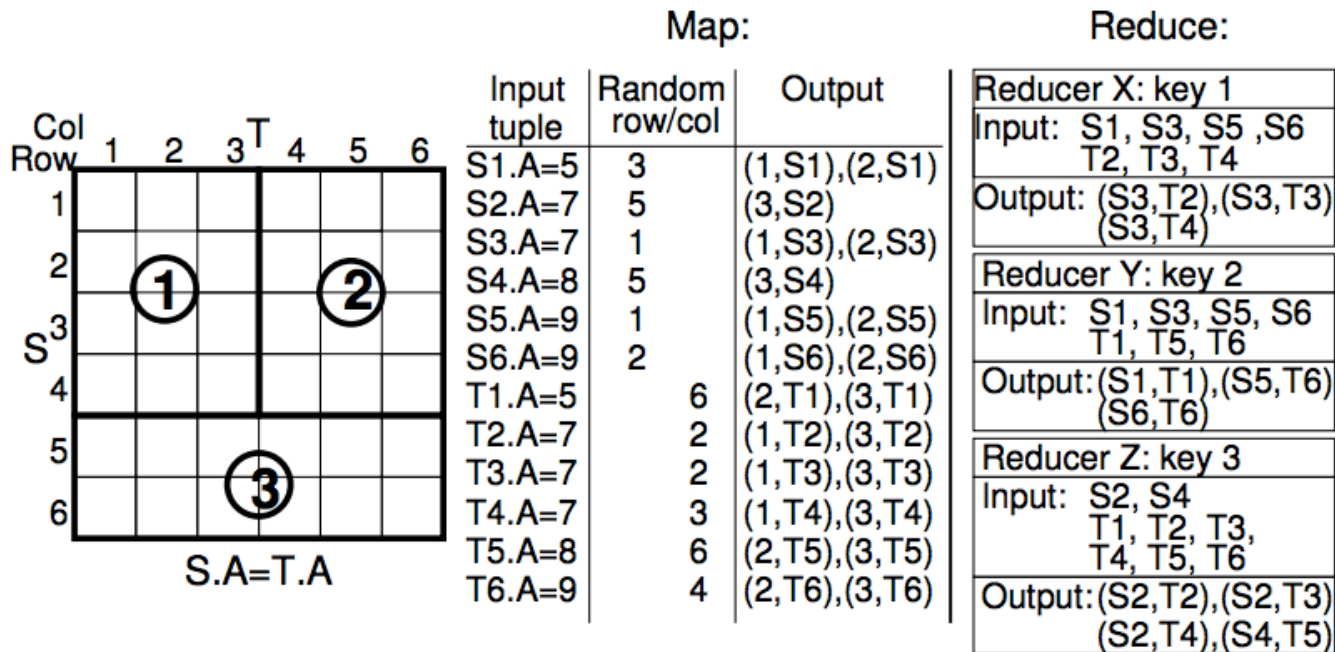 Map:
Reduce:
Col
Row
T
1 2 3 4 5 6
1
2
3
4
5
6
S
1
2
3
S.A=T.A
Input tuple Random row/col Output
S1.A=5 3 (1,S1),(2,S1)
S2.A=7 5 (3,S2)
S3.A=7 1 (1,S3),(2,S3)
S4.A=8 5 (3,S4)
S5.A=9 1 (1,S5),(2,S5)
S6.A=9 2 (1,S6),(2,S6)
T1.A=5 6 (2,T1),(3,T1)
T2.A=7 2 (1,T2),(3,T2)
T3.A=7 2 (1,T3),(3,T3)
T4.A=7 3 (1,T4),(3,T4)
T5.A=8 6 (2,T5),(3,T5)
T6.A=9 4 (2,T6),(3,T6)
Reducer X: key 1
Input: S1, S3, S5 ,S6
T2, T3, T4
Output: (S3,T2),(S3,T3)
(S3,T4)
Reducer Y: key 2
Input: S1, S3, S5, S6
T1, T5, T6
Output:(S1,T1),(S5,T6)
(S6,T6)
Reducer Z: key 3
Input: S2, S4
T1, T2, T3,
T4, T5, T6
Output:(S2,T2),(S2,T3)
(S2,T4),(S4,T5)